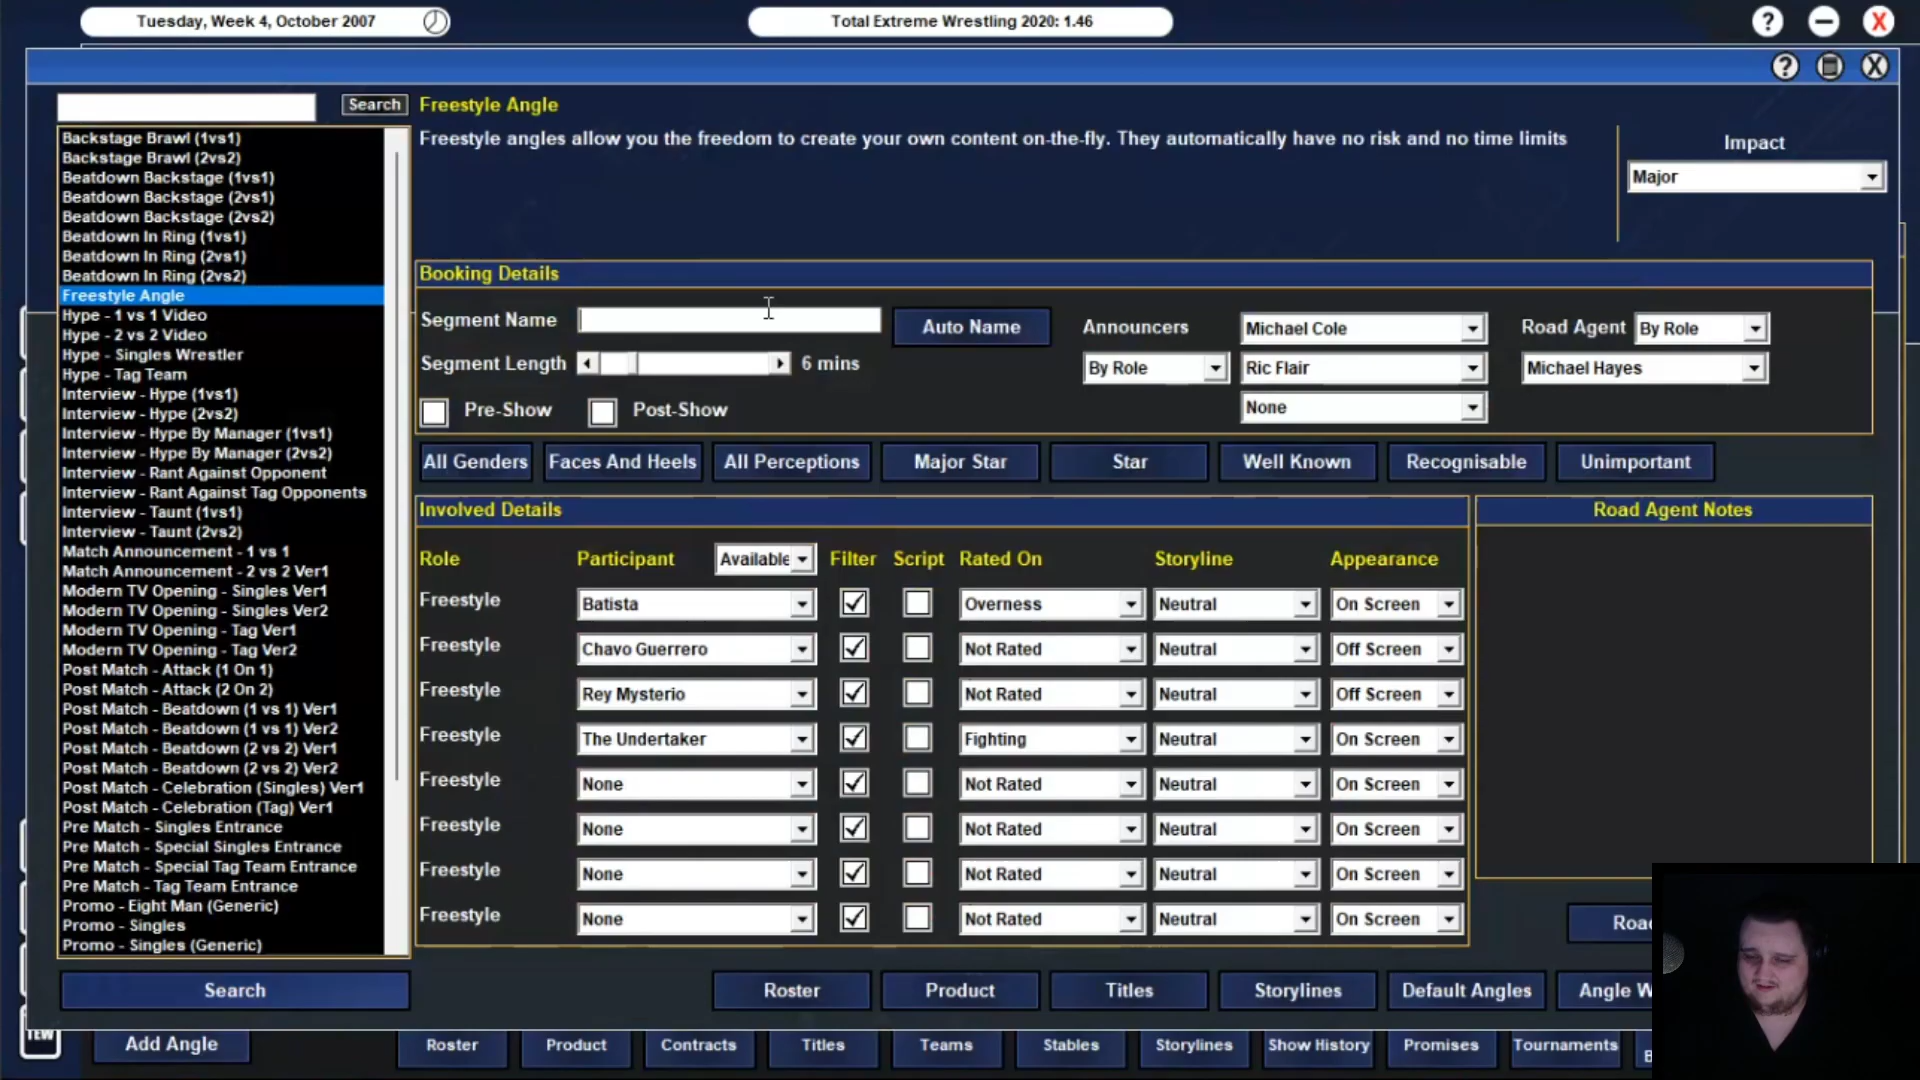 Tuesday, Week 4, October 2007
Total Extreme Wrestling 2020: 1.46
Search
Freestyle Angle
Freestyle angles allow you the freedom to create your own content on-the-fly. They automatically have no risk and no time limits
Impact
Major
Backstage Brawl (1vs1)
Backstage Brawl (2vs2)
Beatdown Backstage (1vs1)
Beatdown Backstage (2vs1)
Beatdown Backstage (2vs2)
Beatdown In Ring (1vs1)
Beatdown In Ring (2vs1)
Beatdown In Ring (2vs2)
Freestyle Angle
Hype - 1 vs 1 Video
Hype - 2 vs 2 Video
Hype - Singles Wrestler
Hype - Tag Team
Interview - Hype (1vs1)
Interview - Hype (2vs2)
Interview - Hype By Manager (1vs1)
Interview - Hype By Manager (2vs2)
Interview - Rant Against Opponent
Interview - Rant Against Tag Opponents
Interview - Taunt (1vs1)
Interview - Taunt (2vs2)
Match Announcement - 1 vs 1
Match Announcement - 2 vs 2 Ver1
Modern TV Opening - Singles Ver1
Modern TV Opening - Singles Ver2
Modern TV Opening - Tag Ver1
Modern TV Opening - Tag Ver2
Post Match - Attack (1 On 1)
Post Match - Attack (2 On 2)
Post Match - Beatdown (1 vs 1) Ver1
Post Match - Beatdown (1 vs 1) Ver2
Post Match - Beatdown (2 vs 2) Ver1
Post Match - Beatdown (2 vs 2) Ver2
Post Match - Celebration (Singles) Ver1
Post Match - Celebration (Tag) Ver1
Pre Match - Singles Entrance
Pre Match - Special Singles Entrance
Pre Match - Special Tag Team Entrance
Pre Match - Tag Team Entrance
Promo - Eight Man (Generic)
Promo - Singles
Promo - Singles (Generic)
Search
Booking Details
Segment Name
Auto Name
Announcers
Michael Cole
Road Agent
By Role
Segment Length
6 mins
By Role
Ric Flair
Michael Hayes
Pre-Show
Post-Show
None
All Genders
Faces And Heels
All Perceptions
Major Star
Star
Well Known
Recognisable
Unimportant
Involved Details
Road Agent Notes
Role Participant Available Filter Script Rated On Storyline Appearance
Freestyle Batista Overness Neutral On Screen
Freestyle Chavo Guerrero Not Rated Neutral Off Screen
Freestyle Rey Mysterio Not Rated Neutral Off Screen
Freestyle The Undertaker Fighting Neutral On Screen
Freestyle None Not Rated Neutral On Screen
Freestyle None Not Rated Neutral On Screen
Freestyle None Not Rated Neutral On Screen
Freestyle None Not Rated Neutral On Screen
Roster
Product
Titles
Storylines
Default Angles
Angle W
TEW
Add Angle
Roster
Product
Contracts
Titles
Teams
Stables
Storylines
Show History
Promises
Tournaments